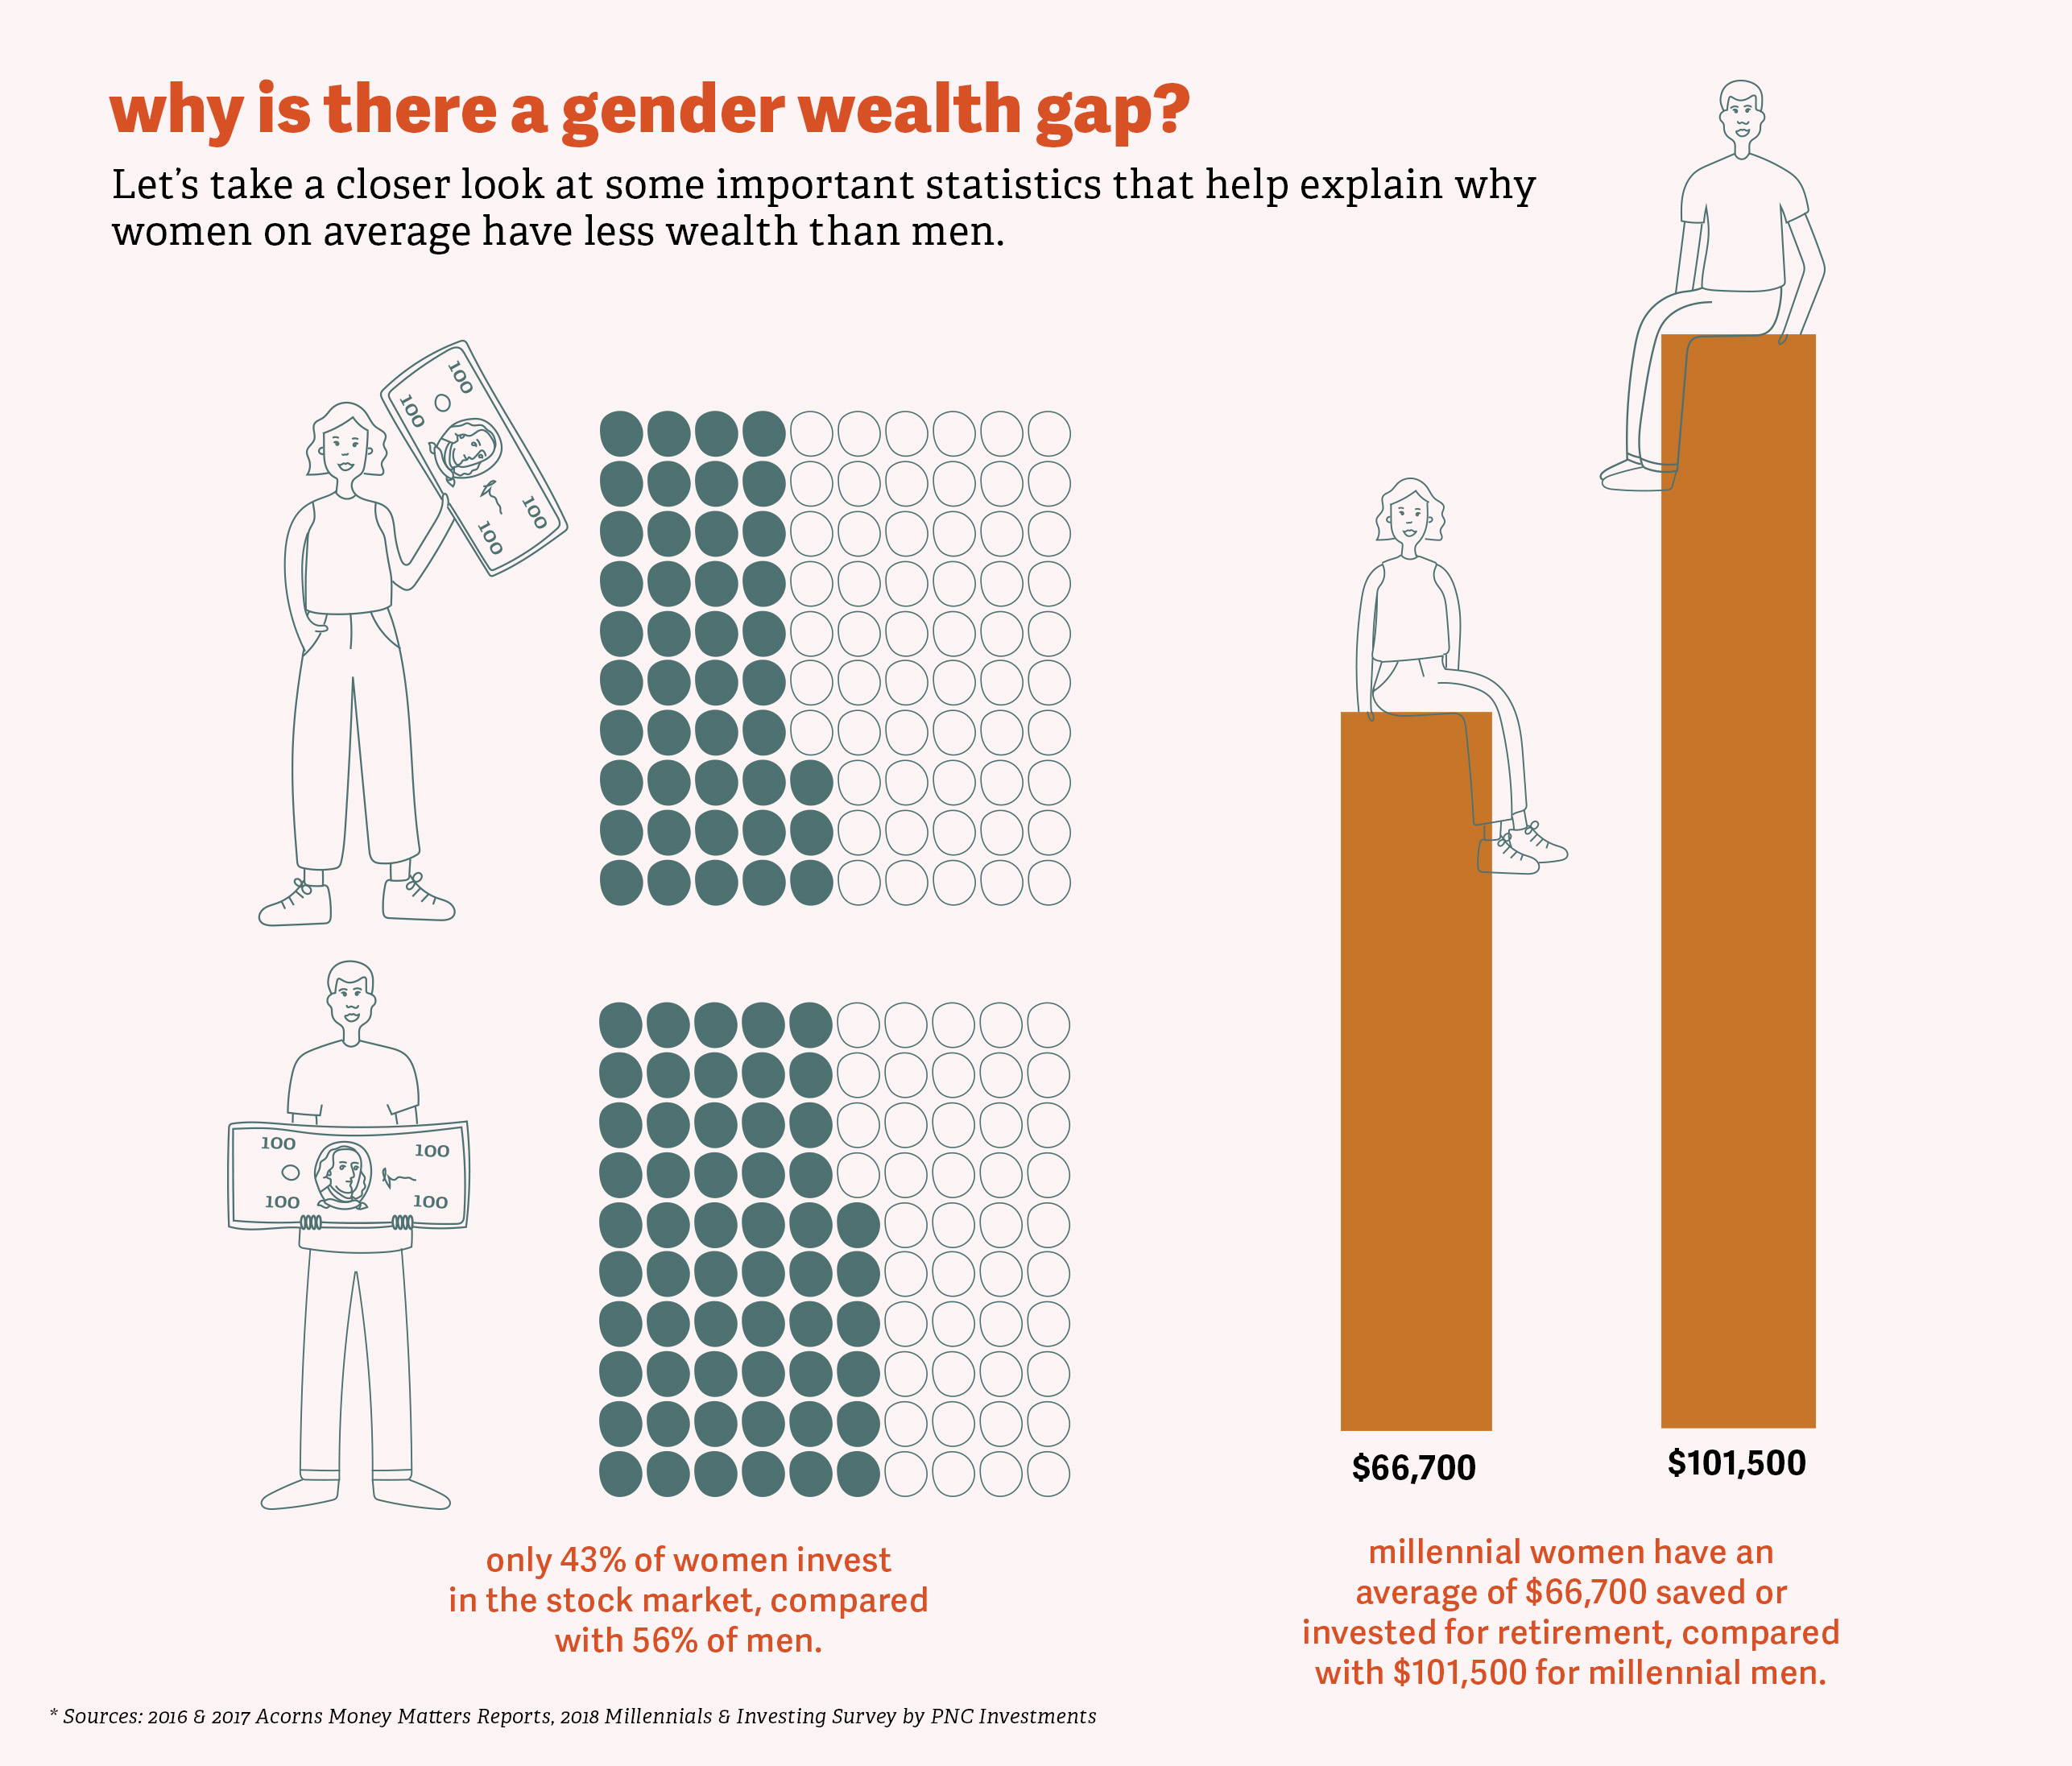 why is there a gender wealth gap?
Let's take a closer look at some important statistics that help explain why
women on average have less wealth than men.
100
100
100
100
100
100
100
100
only 43% of women invest
in the stock market, compared
with 56% of men.
$66,700
$101,500
millennial women have an
average of $66,700 saved or
invested for retirement, compared
with $101,500 for millennial men.
* Sources: 2016 & 2017 Acorns Money Matters Reports, 2018 Millennials & Investing Survey by PNC Investments